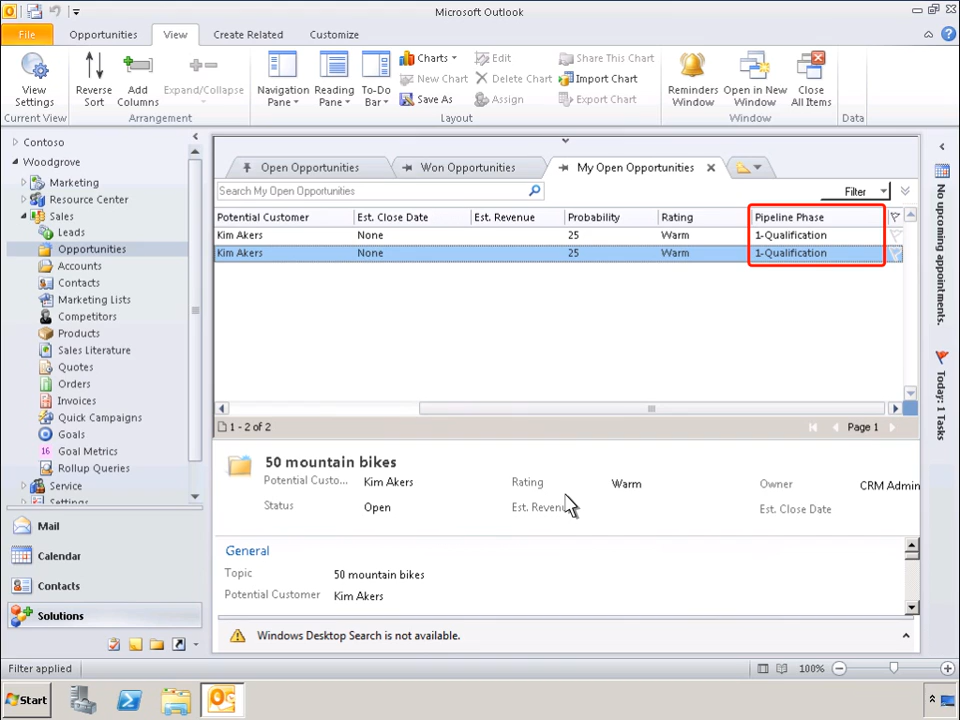 Microsoft Outlook
File Opportunities View Create Related Customize
View Settings
Reverse Sort
Add Columns
Expand/Collapse
Navigation Pane
Reading Pane
To-Do Bar
Charts
New Chart
Save As
Edit
Delete Chart
Assign
Share This Chart
Import Chart
Export Chart
Reminders Window
Open in New Window
Close All Items
Current View Arrangement Layout Window Data
Contoso
Woodgrove
Marketing
Resource Center
Sales
Leads
Opportunities
Accounts
Contacts
Marketing Lists
Competitors
Products
Sales Literature
Quotes
Orders
Invoices
Quick Campaigns
Goals
16 Goal Metrics
Rollup Queries
Service
Settings
Mail
Calendar
Contacts
Solutions
Open Opportunities Won Opportunities My Open Opportunities
Search My Open Opportunities Filter
Potential Customer Est. Close Date Est. Revenue Probability Rating Pipeline Phase
Kim Akers None 25 Warm 1-Qualification
Kim Akers None 25 Warm 1-Qualification
1 - 2 of 2 Page 1
50 mountain bikes
Potential Custo... Kim Akers Rating Warm Owner CRM Admin
Status Open Est. Reven Est. Close Date
General
Topic 50 mountain bikes
Potential Customer Kim Akers
Windows Desktop Search is not available.
No upcoming appointments.
Today: 1 Tasks
Filter applied 100%
Start